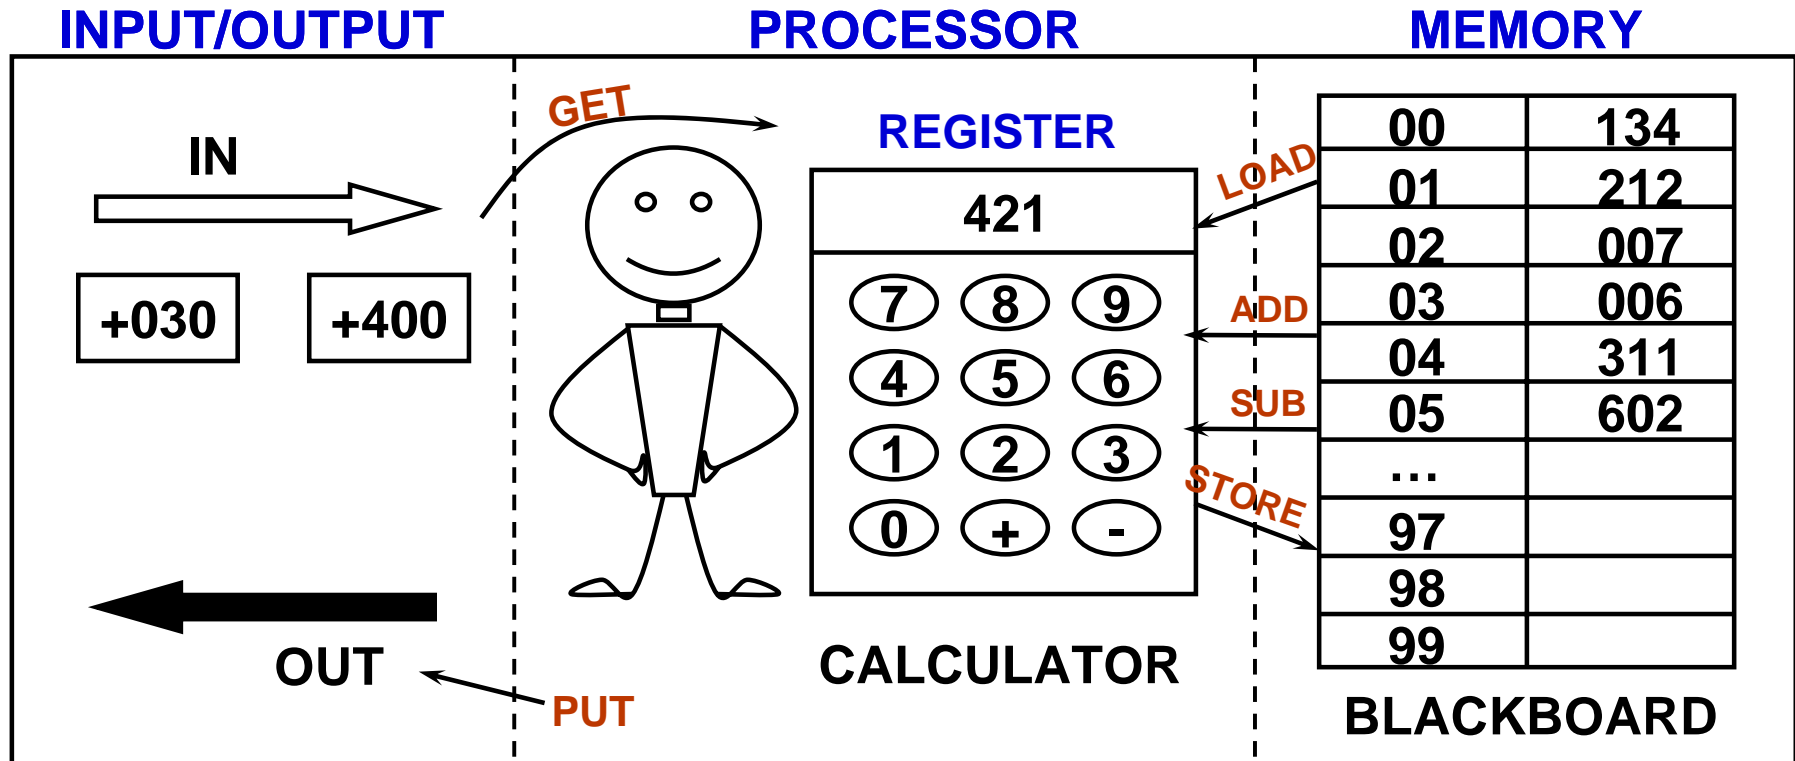 INPUT/OUTPUT
PROCESSOR
MEMORY
IN
+030
+400
OUT
GET
PUT
REGISTER
421
7 8 9
4 5 6
1 2 3
0 + -
CALCULATOR
LOAD
ADD
SUB
STORE
00 134
01 212
02 007
03 006
04 311
05 602
...
97
98
99
BLACKBOARD